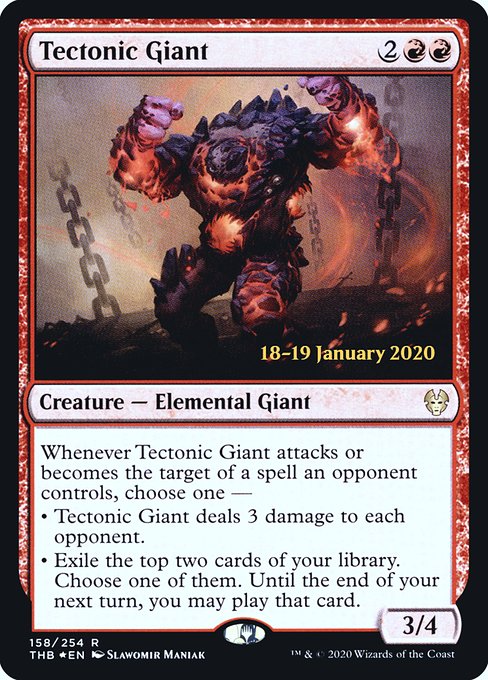 Tectonic Giant 2
18–19 January 2020
Creature — Elemental Giant
Whenever Tectonic Giant attacks or
becomes the target of a spell an opponent
controls, choose one —
• Tectonic Giant deals 3 damage to each
opponent.
• Exile the top two cards of your library.
Choose one of them. Until the end of your
next turn, you may play that card.
3/4
158/254 R
THB ★ EN Slawomir Maniak
™ & © 2020 Wizards of the Coast